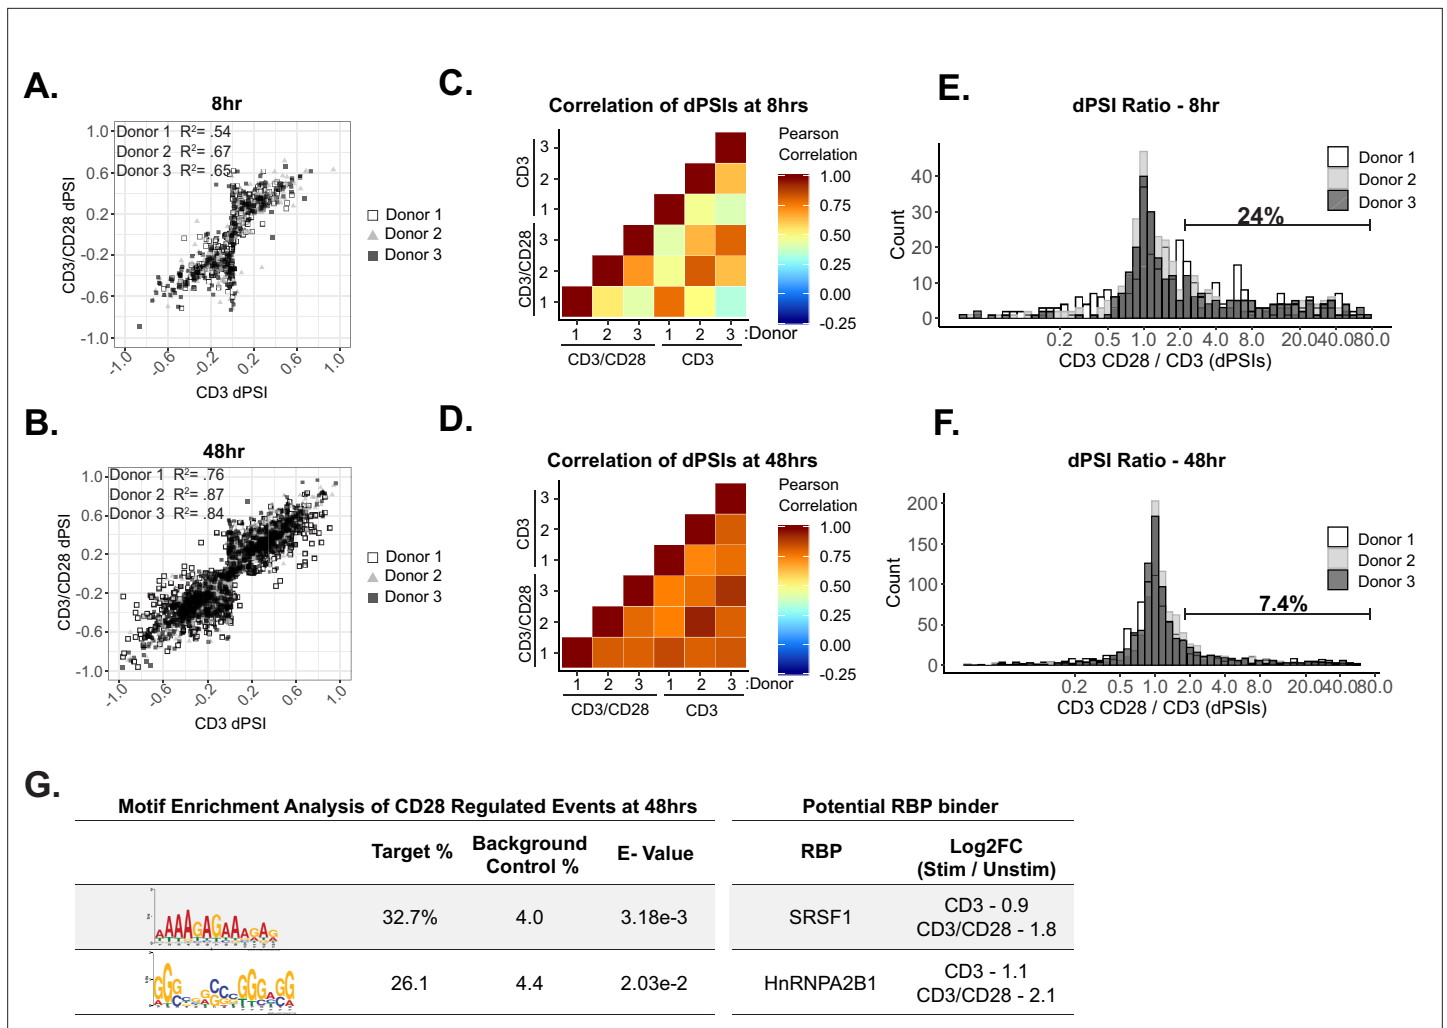 A.
8hr
Donor 1 R²= .54
Donor 2 R²= .67
Donor 3 R²= .65
1.0
0.6
0.2
-0.2
-0.6
-1.0
CD3/CD28 dPSI
-1.0 -0.6 -0.2 0.2 0.6 1.0
CD3 dPSI
Donor 1
Donor 2
Donor 3
B.
48hr
Donor 1 R²= .76
Donor 2 R²= .87
Donor 3 R²= .84
1.0
0.6
0.2
-0.2
-0.6
-1.0
CD3/CD28 dPSI
-1.0 -0.6 -0.2 0.2 0.6 1.0
CD3 dPSI
Donor 1
Donor 2
Donor 3
C.
Correlation of dPSIs at 8hrs
CD3
3
2
1
CD3/CD28
3
2
1
1 2 3 1 2 3 :Donor
CD3/CD28 CD3
Pearson
Correlation
1.00
0.75
0.50
0.25
0.00
-0.25
D.
Correlation of dPSIs at 48hrs
CD3
3
2
1
CD3/CD28
3
2
1
1 2 3 1 2 3 :Donor
CD3/CD28 CD3
Pearson
Correlation
1.00
0.75
0.50
0.25
0.00
-0.25
E.
dPSI Ratio - 8hr
Donor 1
Donor 2
Donor 3
24%
Count
40
30
20
10
0
0.2 0.5 1.0 2.0 4.0 8.0 20.040.080.0
CD3 CD28 / CD3 (dPSIs)
F.
dPSI Ratio - 48hr
Donor 1
Donor 2
Donor 3
7.4%
Count
200
150
100
50
0
0.2 0.5 1.0 2.0 4.0 8.0 20.040.080.0
CD3 CD28 / CD3 (dPSIs)
G.
Motif Enrichment Analysis of CD28 Regulated Events at 48hrs Potential RBP binder
Target % Background Control % E- Value RBP Log2FC (Stim / Unstim)
32.7% 4.0 3.18e-3 SRSF1 CD3 - 0.9
CD3/CD28 - 1.8
26.1 4.4 2.03e-2 HnRNPA2B1 CD3 - 1.1
CD3/CD28 - 2.1